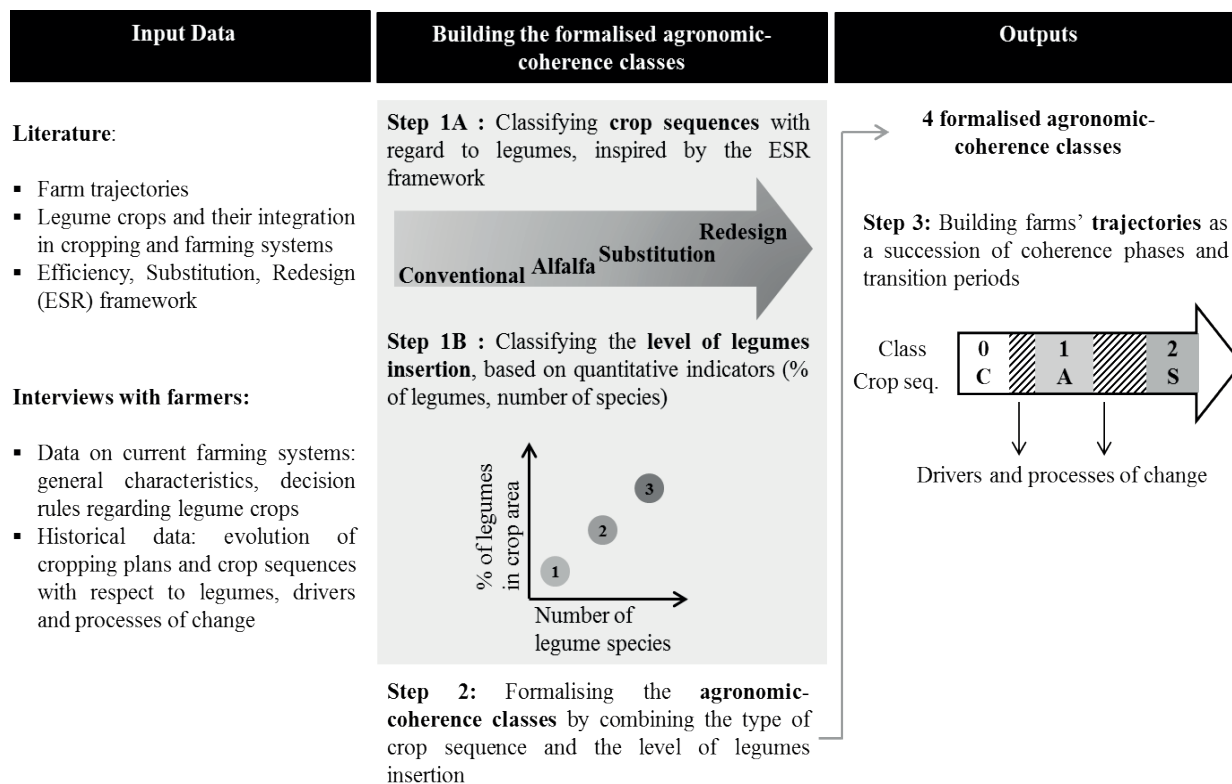 Input Data
Building the formalised agronomic-
coherence classes
Outputs
Literature:
▪ Farm trajectories
▪ Legume crops and their integration
in cropping and farming systems
▪ Efficiency, Substitution, Redesign
(ESR) framework
Interviews with farmers:
▪ Data on current farming systems:
general characteristics, decision
rules regarding legume crops
▪ Historical data: evolution of
cropping plans and crop sequences
with respect to legumes, drivers
and processes of change
Step 1A : Classifying crop sequences with
regard to legumes, inspired by the ESR
framework
Conventional Alfalfa Substitution Redesign
Step 1B : Classifying the level of legumes
insertion, based on quantitative indicators (%
of legumes, number of species)
% of legumes
in crop area
1
2
3
Number of
legume species
Step 2: Formalising the agronomic-
coherence classes by combining the type of
crop sequence and the level of legumes
insertion
4 formalised agronomic-
coherence classes
Step 3: Building farms’ trajectories as
a succession of coherence phases and
transition periods
Class 0 1 2
Crop seq. C A S
Drivers and processes of change